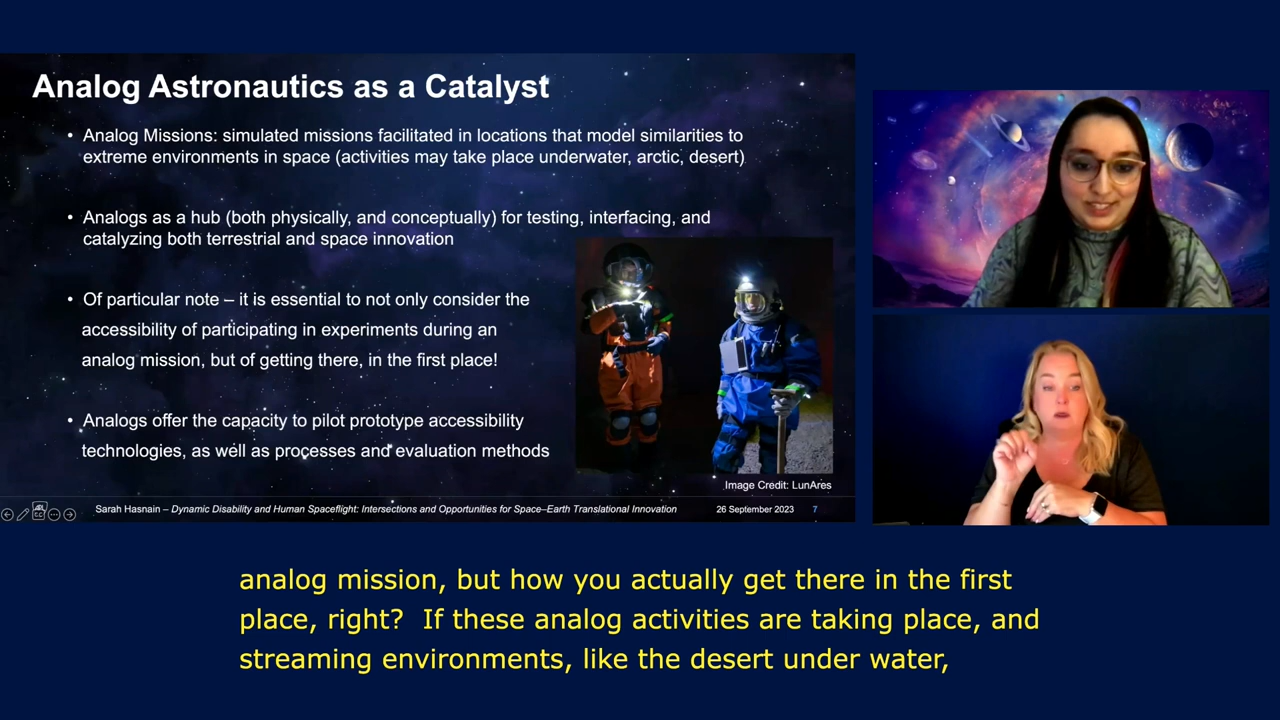 Analog Astronautics as a Catalyst
• Analog Missions: simulated missions facilitated in locations that model similarities to
extreme environments in space (activities may take place underwater, arctic, desert)
• Analogs as a hub (both physically, and conceptually) for testing, interfacing, and
catalyzing both terrestrial and space innovation
• Of particular note – it is essential to not only consider the
accessibility of participating in experiments during an
analog mission, but of getting there, in the first place!
• Analogs offer the capacity to pilot prototype accessibility
technologies, as well as processes and evaluation methods
Image Credit: LunAres
Sarah Hasnain – Dynamic Disability and Human Spaceflight: Intersections and Opportunities for Space–Earth Translational Innovation
26 September 2023
7
analog mission, but how you actually get there in the first
place, right?  If these analog activities are taking place, and
streaming environments, like the desert under water,